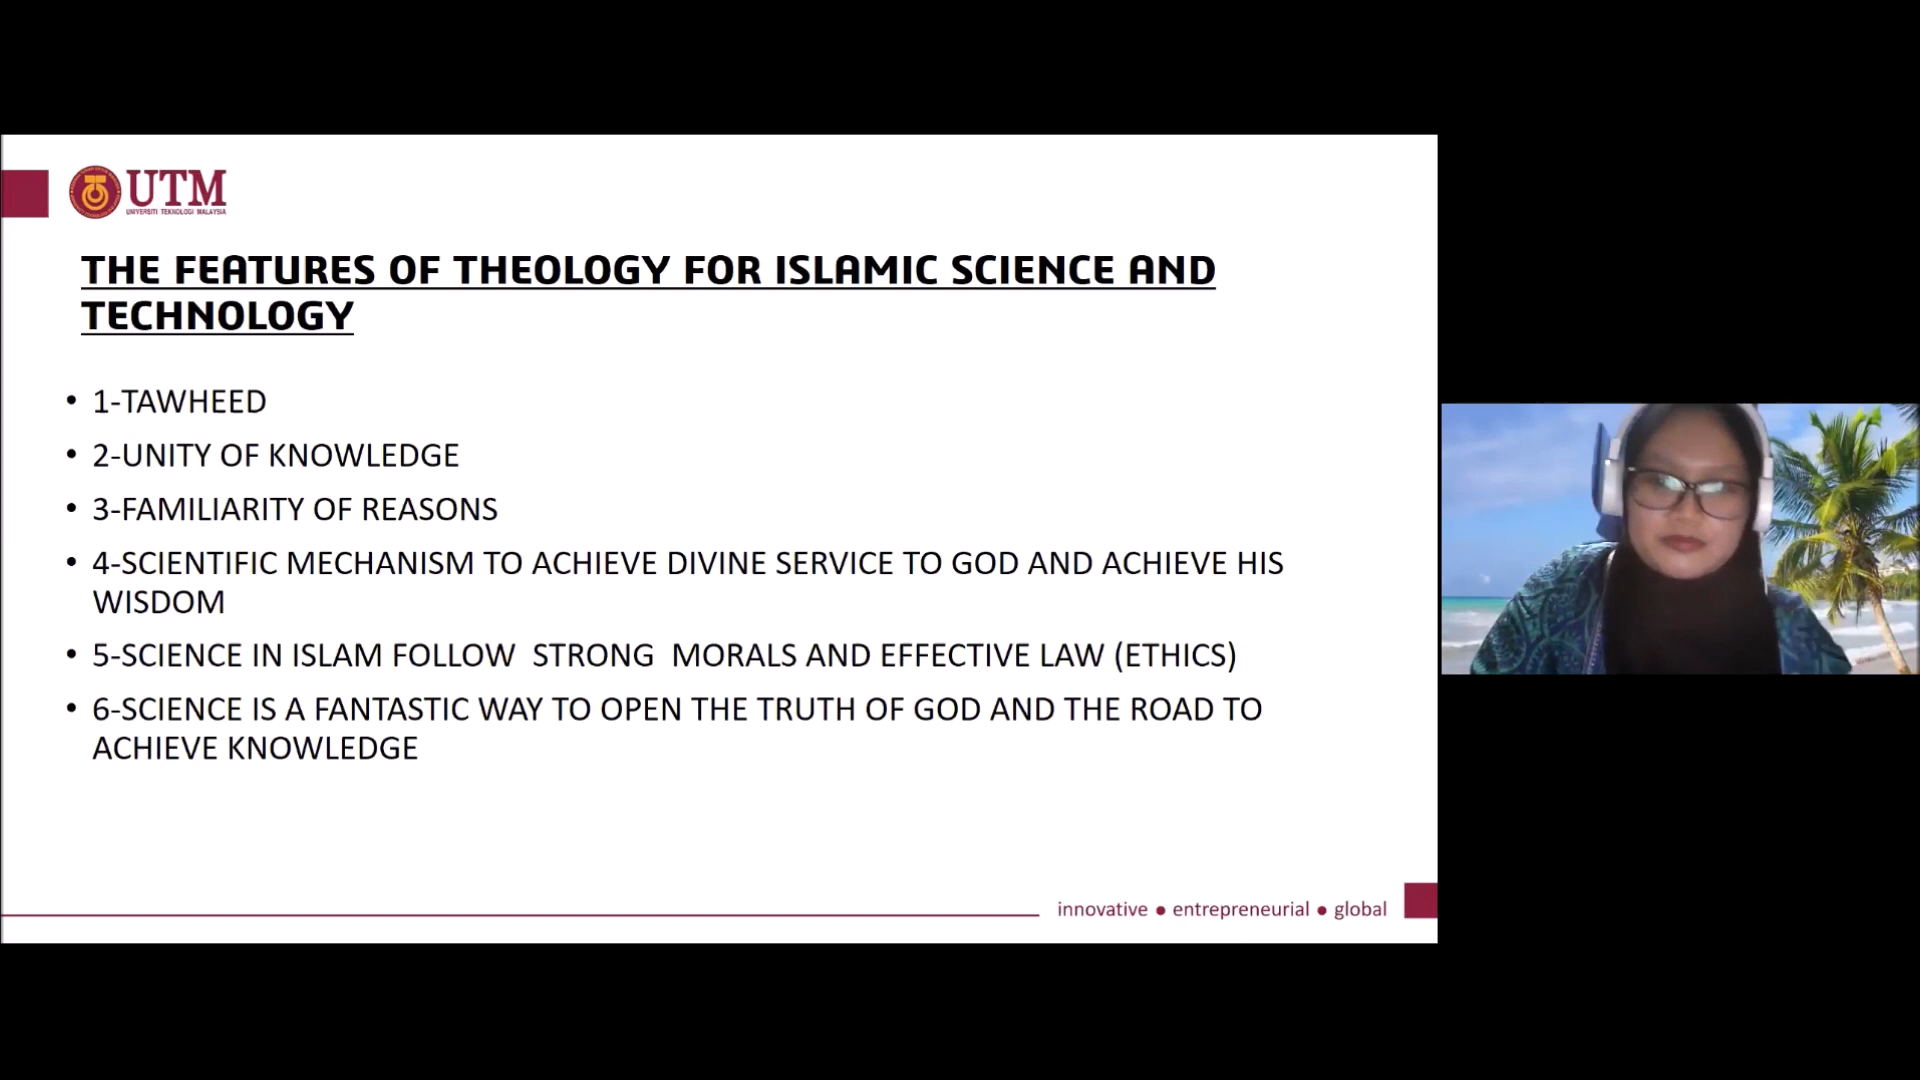 UTM
UNIVERSITI TEKNOLOGI MALAYSIA
THE FEATURES OF THEOLOGY FOR ISLAMIC SCIENCE AND
TECHNOLOGY
• 1-TAWHEED
• 2-UNITY OF KNOWLEDGE
• 3-FAMILIARITY OF REASONS
• 4-SCIENTIFIC MECHANISM TO ACHIEVE DIVINE SERVICE TO GOD AND ACHIEVE HIS
WISDOM
• 5-SCIENCE IN ISLAM FOLLOW  STRONG  MORALS AND EFFECTIVE LAW (ETHICS)
• 6-SCIENCE IS A FANTASTIC WAY TO OPEN THE TRUTH OF GOD AND THE ROAD TO
ACHIEVE KNOWLEDGE
innovative ● entrepreneurial ● global